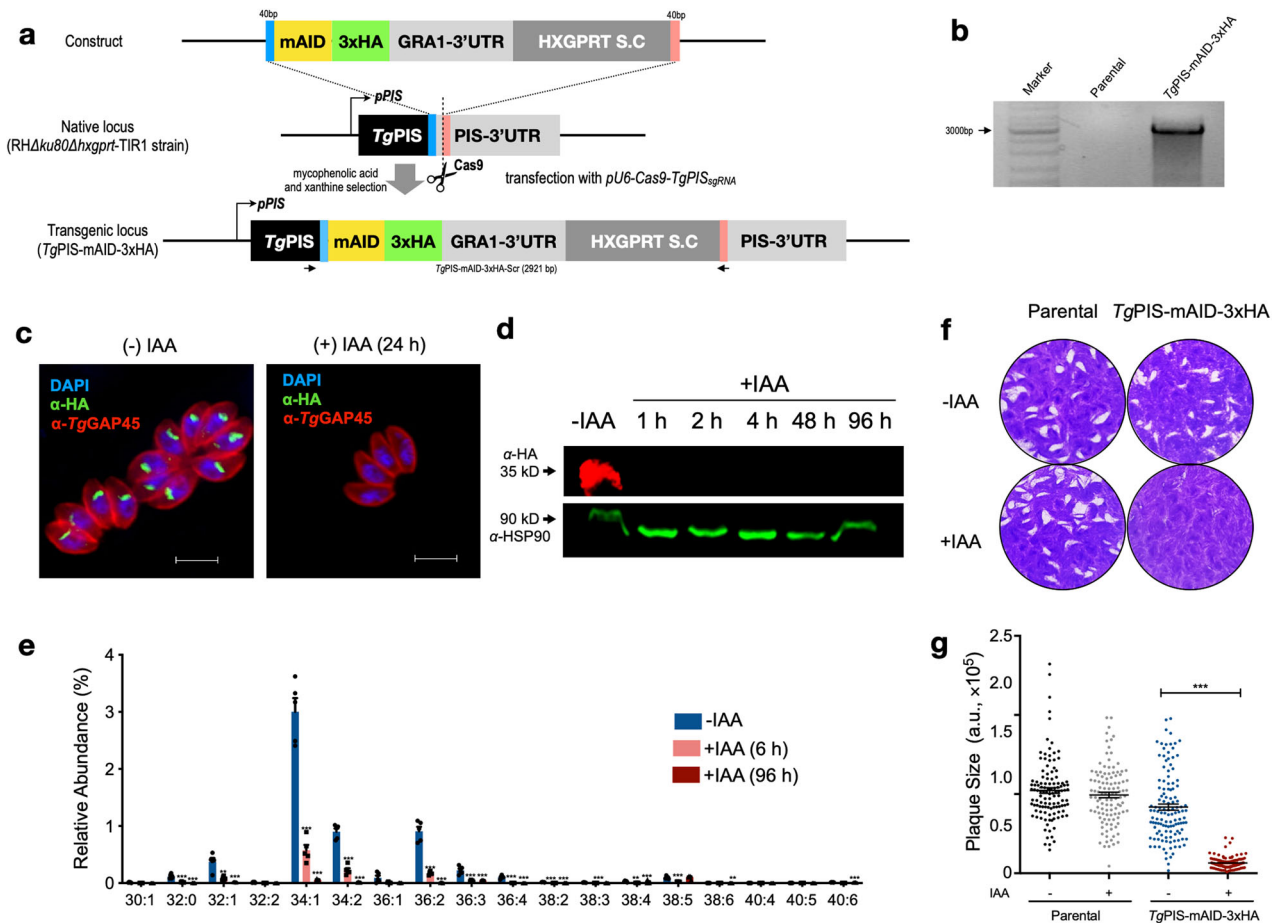 a
40bp
40bp
Construct
mAID
3xHA
GRA1-3'UTR
HXGPRT S.C
pPIS
Native locus
(RHΔku80Δhxgprt-TIR1 strain)
TgPIS
PIS-3'UTR
Cas9
mycophenolic acid
and xanthine selection
transfection with pU6-Cas9-TgPISsgRNA
pPIS
Transgenic locus
(TgPIS-mAID-3xHA)
TgPIS
mAID
3xHA
GRA1-3'UTR
HXGPRT S.C
PIS-3'UTR
TgPIS-mAID-3xHA-Scr (2921 bp)
b
Marker
Parental
TgPIS-mAID-3xHA
3000bp
c
(-) IAA
(+) IAA (24 h)
DAPI
α-HA
α-TgGAP45
DAPI
α-HA
α-TgGAP45
d
+IAA
-IAA
1 h
2 h
4 h
48 h
96 h
α-HA
35 kD
90 kD
α-HSP90
f
Parental
TgPIS-mAID-3xHA
-IAA
+IAA
e
Relative Abundance (%)
4
3
2
1
0
-IAA
+IAA (6 h)
+IAA (96 h)
*** *** ** *** *** *** *** *** *** *** *** *** *** *** *** *** *** *** ** *** *** ** ***
30:1
32:0
32:1
32:2
34:1
34:2
36:1
36:2
36:3
36:4
38:2
38:3
38:4
38:5
38:6
40:4
40:5
40:6
g
Plaque Size (a.u., ×10⁵)
2.5
2.0
1.0
0.5
0
***
IAA
-
+
-
+
Parental
TgPIS-mAID-3xHA